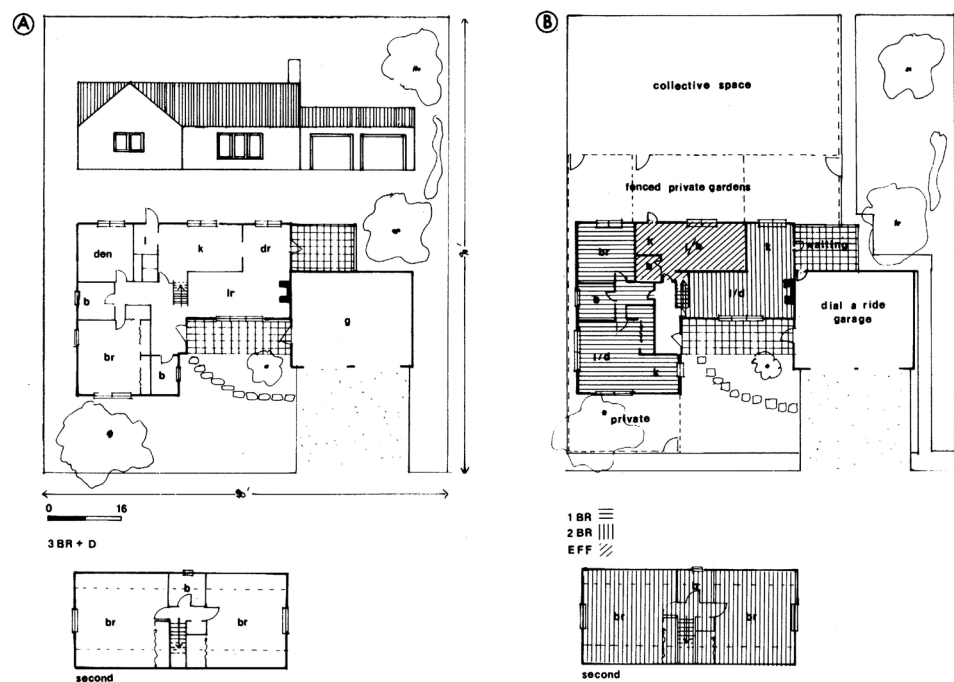 A
den
l
k
dr
b
lr
br
b
g
90'
0 16
3 BR + D
b
br
br
second
B
collective space
fenced private gardens
br
k
l/b
k
waiting
b
b
l/d
dial a ride
garage
l/d
k
private
1 BR
2 BR
EFF
b
br
br
second